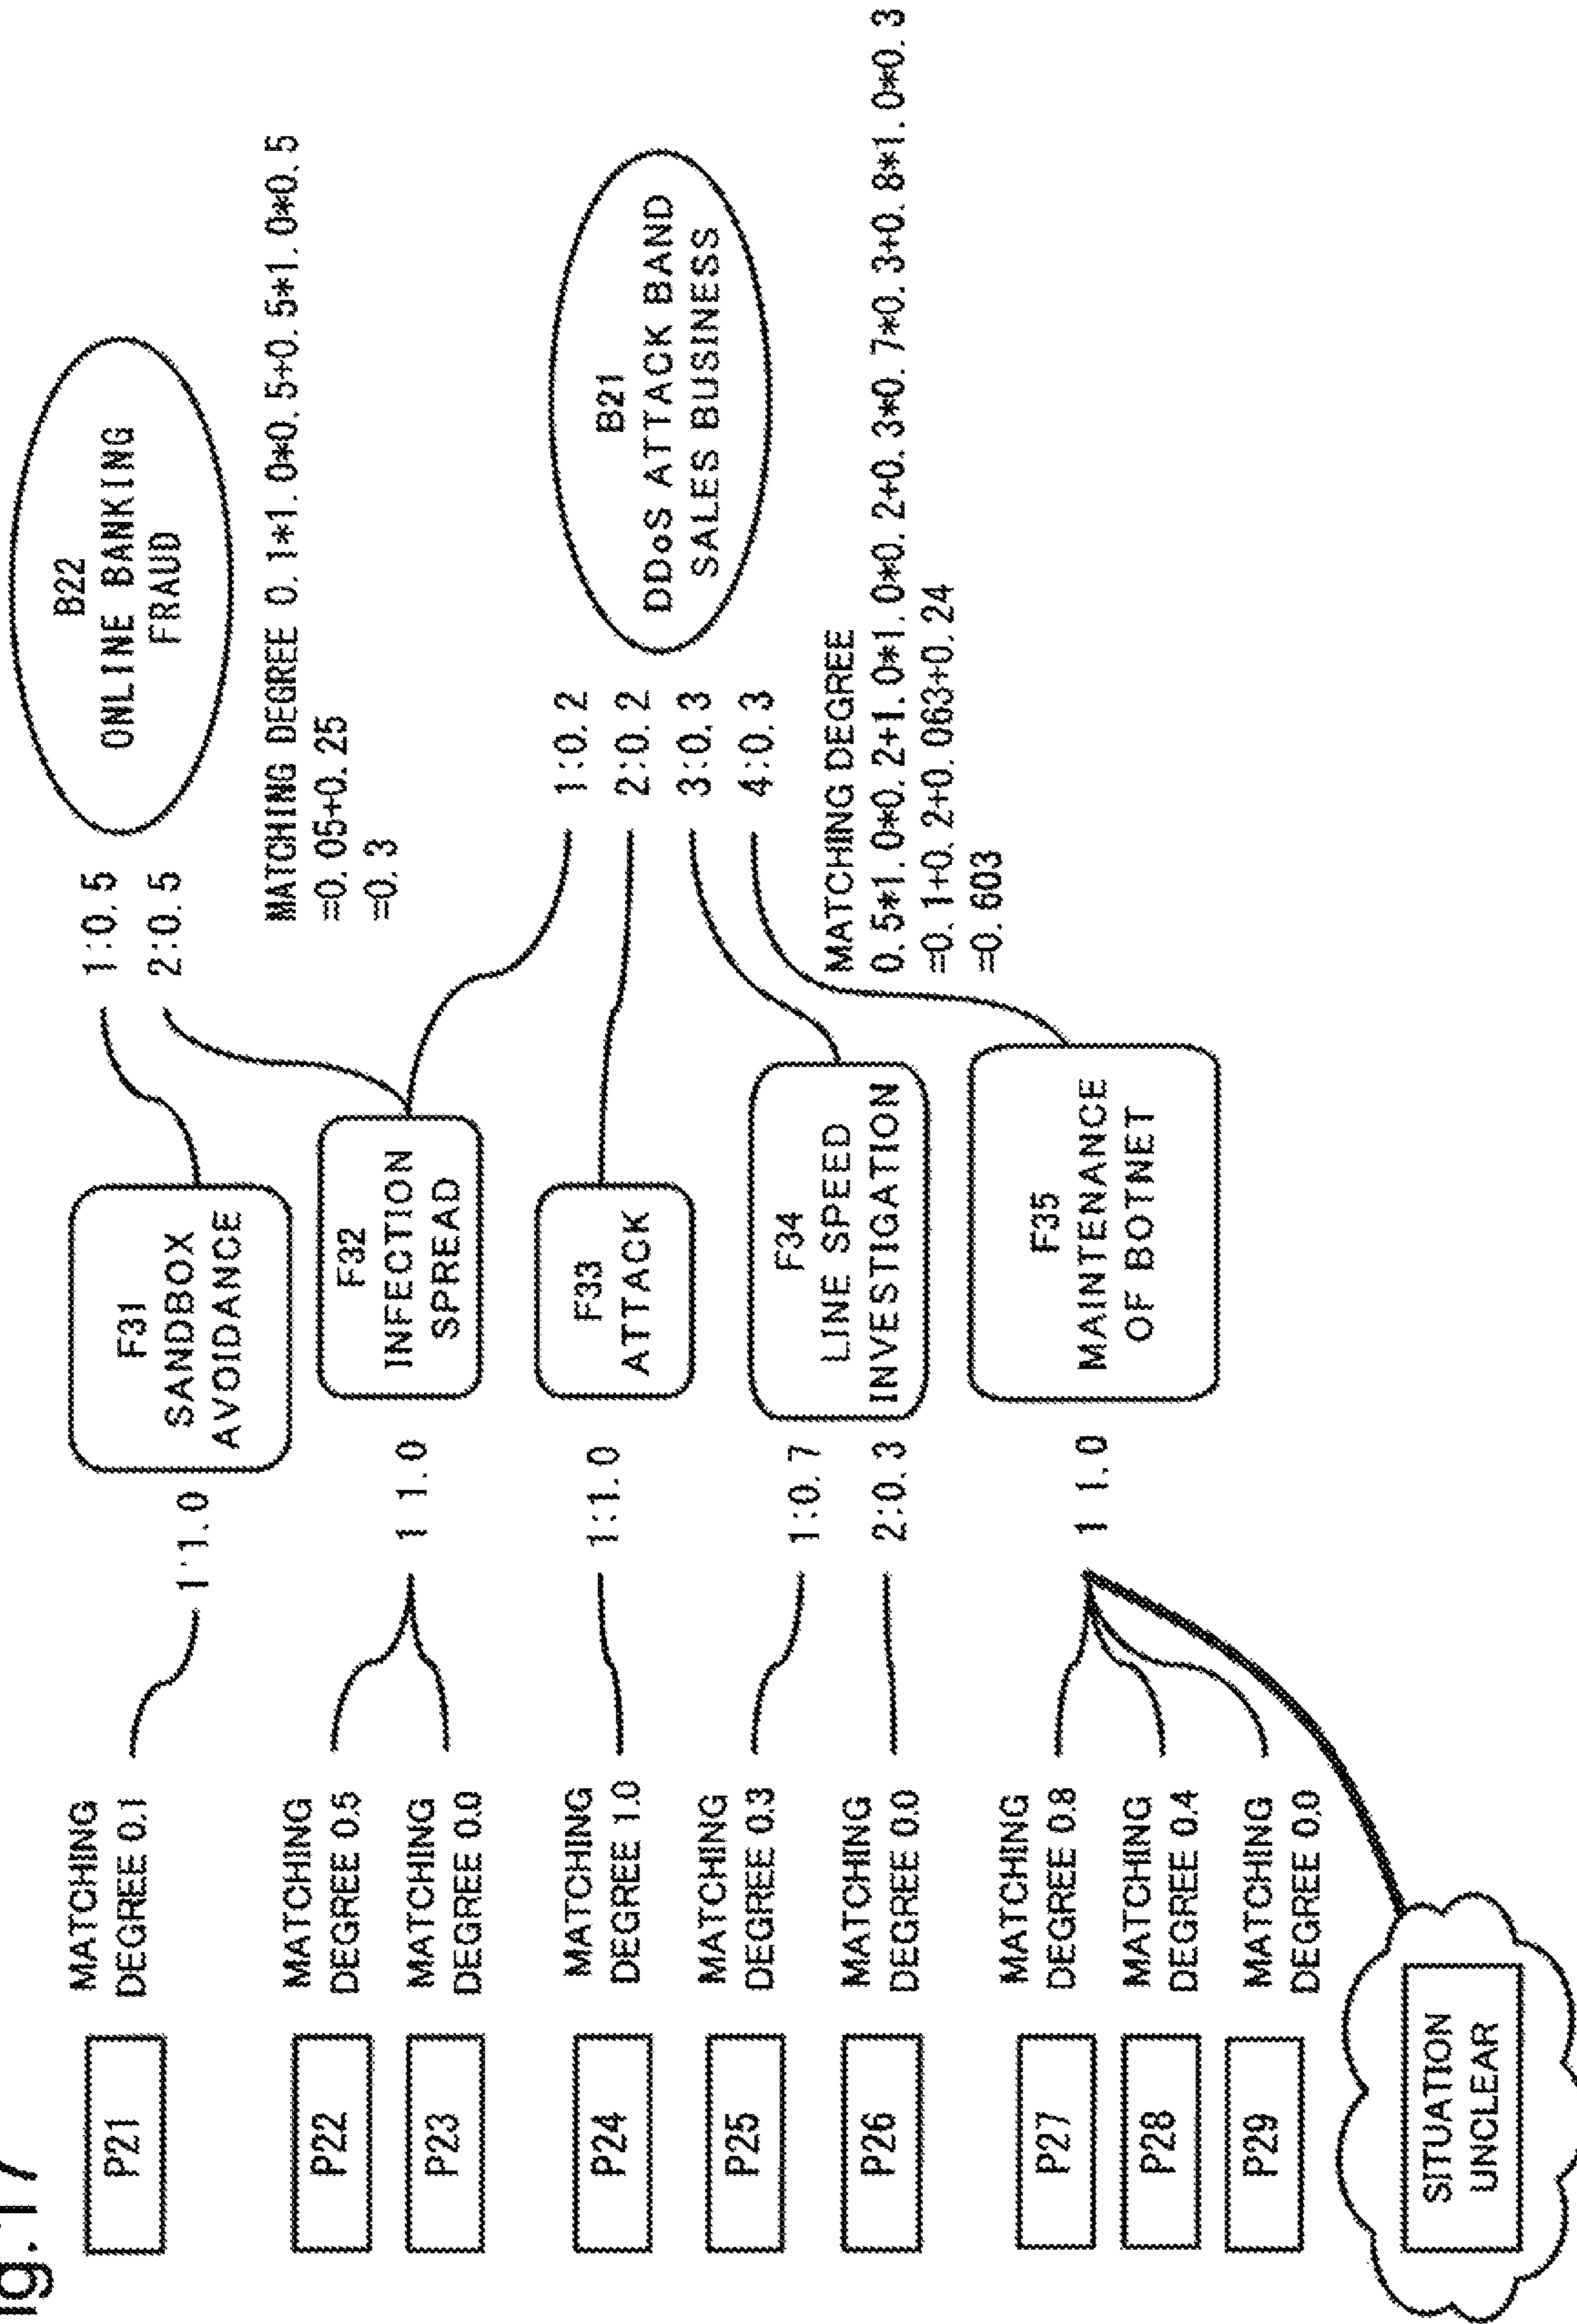 ig. 17
P21
MATCHING
DEGREE 0.1
1:1.0
F31
SANDBOX
AVOIDANCE
1:0.5
2:0.5
B22
ONLINE BANKING
FRAUD
MATCHING DEGREE 0.1*1.0*0.5+0.5*1.0*0.5
=0.05+0.25
=0.3
P22
MATCHING
DEGREE 0.5
P23
MATCHING
DEGREE 0.0
1 1.0
F32
INFECTION
SPREAD
P24
MATCHING
DEGREE 1.0
1:1.0
F33
ATTACK
1:0.2
2:0.2
3:0.3
4:0.3
B21
DDoS ATTACK BAND
SALES BUSINESS
P25
MATCHING
DEGREE 0.3
P26
MATCHING
DEGREE 0.0
1:0.7
2:0.3
F34
LINE SPEED
INVESTIGATION
MATCHING DEGREE
0.5*1.0*0.2+1.0*1.0*0.2+0.3*0.7*0.3+0.8*1.0*0.3
=0.1+0.2+0.063+0.24
=0.603
P27
MATCHING
DEGREE 0.8
P28
MATCHING
DEGREE 0.4
P29
MATCHING
DEGREE 0.0
1 1.0
F35
MAINTENANCE
OF BOTNET
SITUATION
UNCLEAR